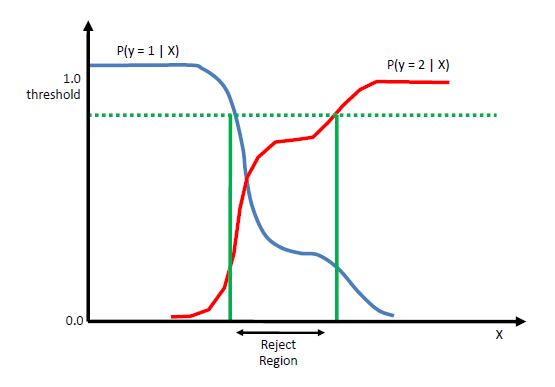 P(y = 1 | X)
P(y = 2 | X)
1.0
threshold
0.0
X
Reject
Region